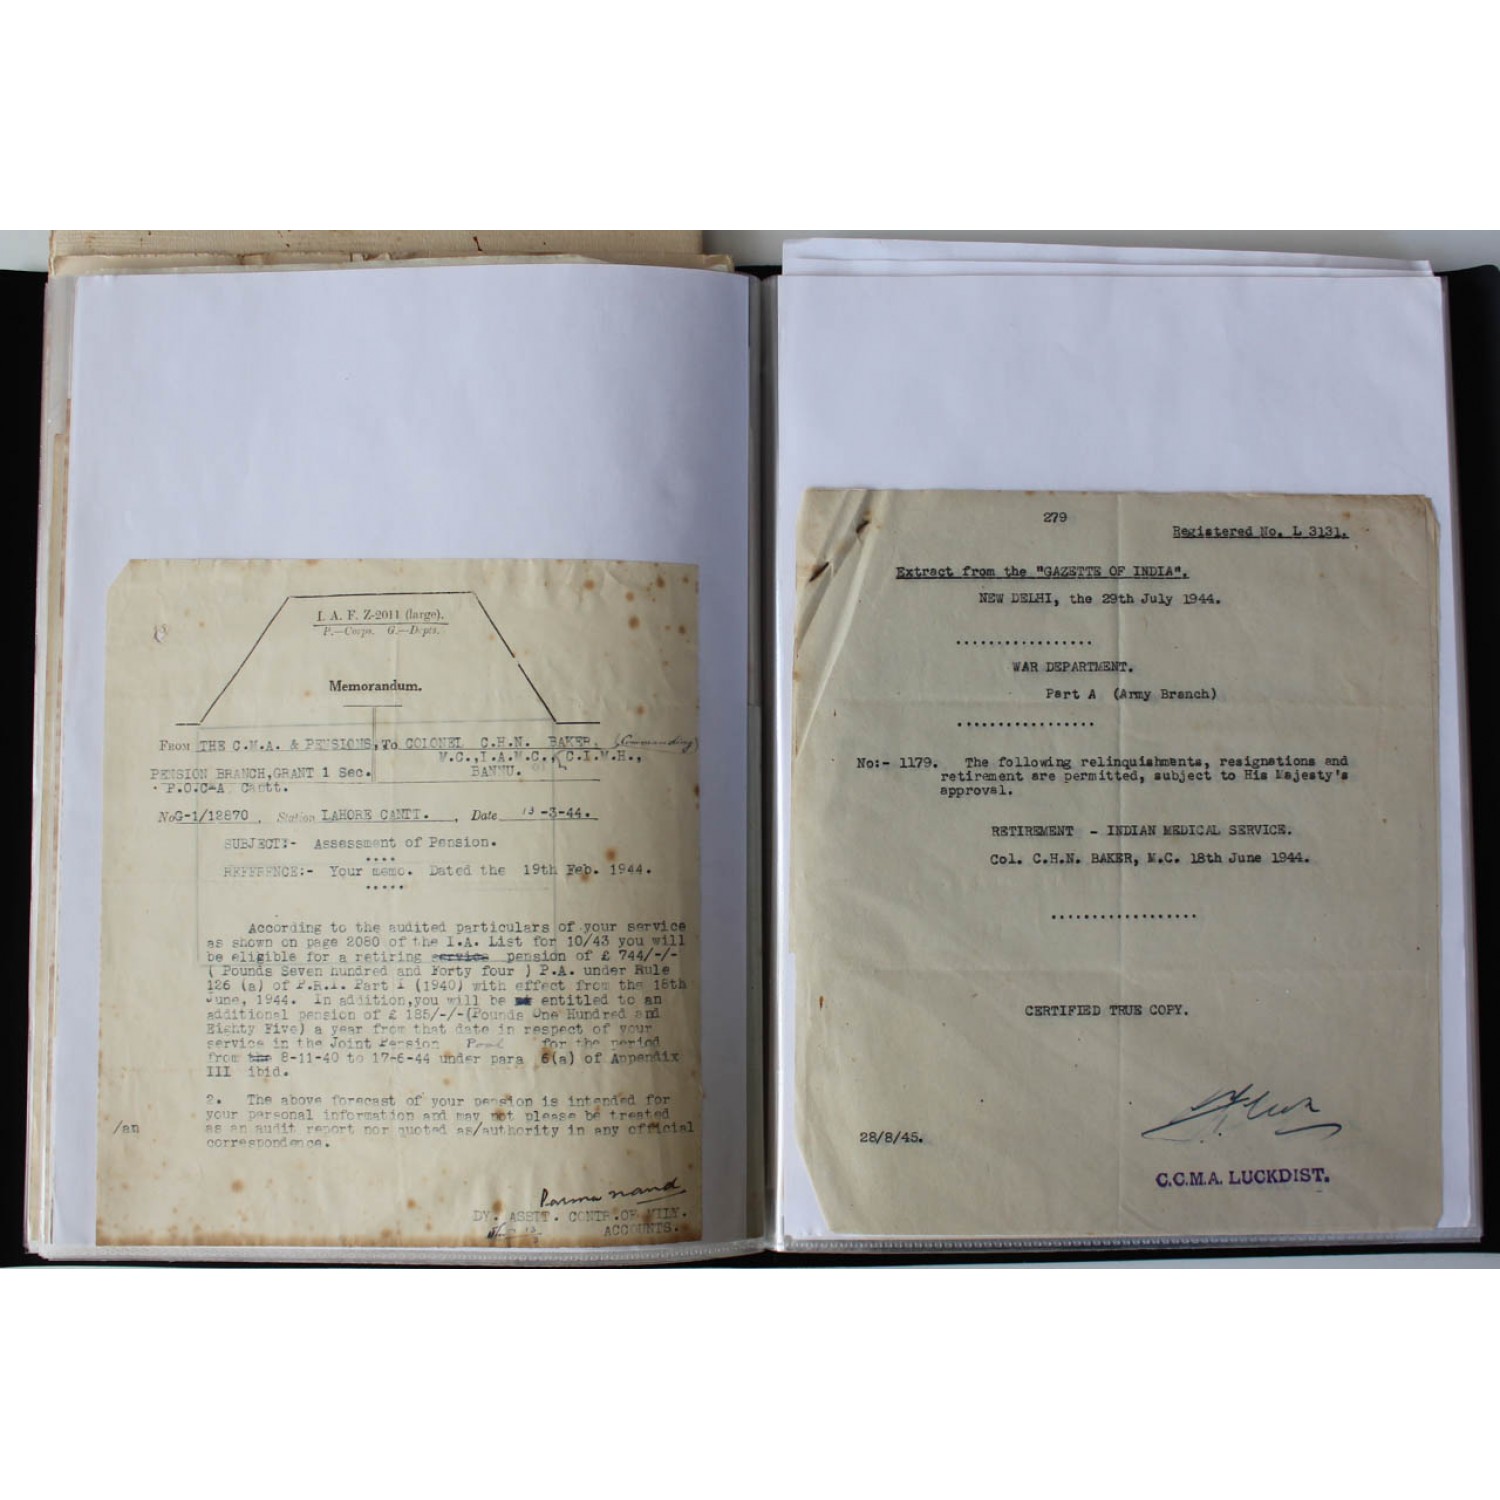 I. A. F. Z-2011 (large).
P.—Corps. G.—Depts.
Memorandum.
FROM THE C.M.A. & PENSIONS, To COLONEL C.H.N. BAKER, (Commanding)
M.C., I.A.M.C., C.I.M.H.,
PENSION BRANCH, GRANT 1 Sec. BANNU.
P.O.C-A Cantt.
No G-1/12870 , Station LAHORE CANTT. , Date -3-44.
SUBJECT:- Assessment of Pension.
....
REFERENCE:- Your memo. Dated the 19th Feb. 1944.
.....
According to the audited particulars of your service
as shown on page 2080 of the I.A. List for 10/43 you will
be eligible for a retiring service pension of £ 744/-/-
( Pounds Seven hundred and Forty four ) P.A. under Rule
126 (a) of P.R.I. Part I (1940) with effect from the 18th
June, 1944. In addition,you will be entitled to an
additional pension of £ 185/-/-(Pounds One Hundred and
Eighty Five) a year from that date in respect of your
service in the Joint Pension Pool for the period
from the 8-11-40 to 17-6-44 under para 6(a) of Appendix
III ibid.
2. The above forecast of your pension is intended for
your personal information and may not please be treated
/an as an audit report nor quoted as/authority in any official
correspondence.
Parma nand
DY. ASSTT. CONTR.OF MILY.
ACCOUNTS.
279
Registered No. L 3131.
Extract from the "GAZETTE OF INDIA".
NEW DELHI, the 29th July 1944.
.................
WAR DEPARTMENT.
Part A (Army Branch)
.................
No:- 1179. The following relinquishments, resignations and
retirement are permitted, subject to His Majesty's
approval.
RETIREMENT - INDIAN MEDICAL SERVICE.
Col. C.H.N. BAKER, M.C. 18th June 1944.
..................
CERTIFIED TRUE COPY.
28/8/45.
C.C.M.A. LUCKDIST.